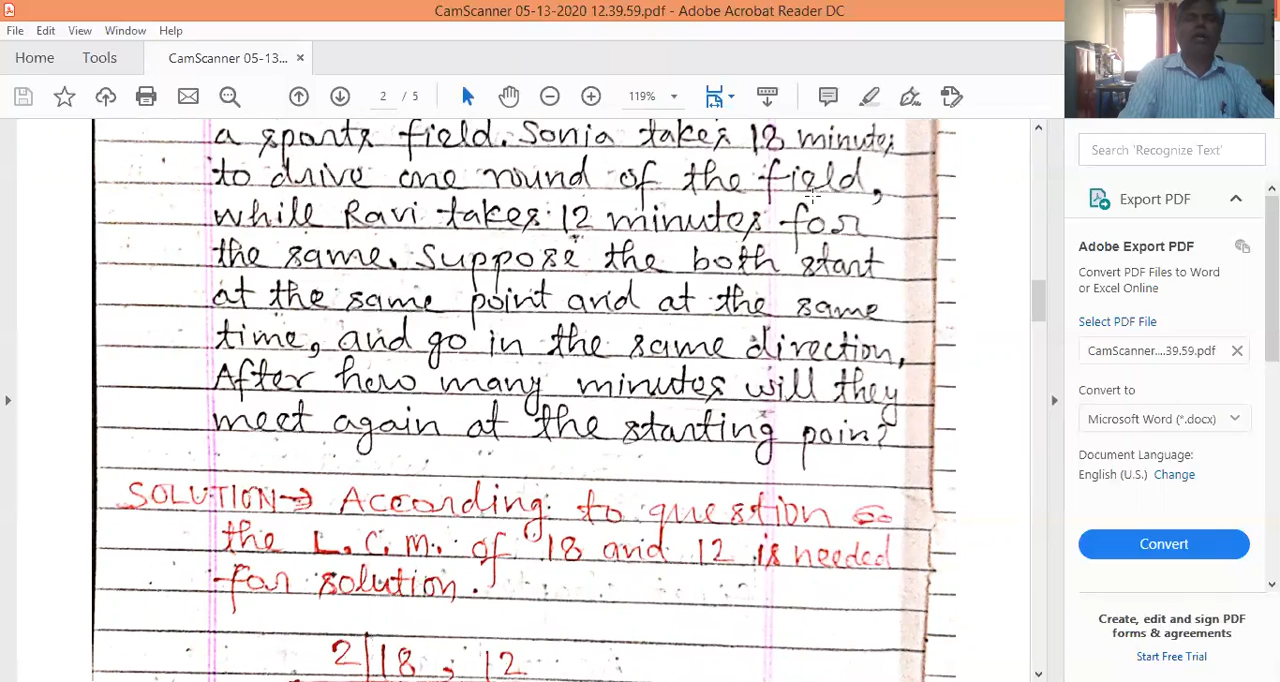 CamScanner 05-13-2020 12.39.59.pdf - Adobe Acrobat Reader DC
File Edit View Window Help
Home Tools CamScanner 05-13... ×
2 / 5 119%
a sports field. Sonia takes 18 minutes
to drive one round of the field,
while Ravi takes 12 minutes for
the same. Suppose the both start
at the same point and at the same
time, and go in the same direction,
After how many minutes will they
meet again at the starting point?
SOLUTION→ According to question
the L.C.M. of 18 and 12 is needed
for solution.
2 18 , 12
Search 'Recognize Text'
Export PDF
Adobe Export PDF
Convert PDF Files to Word
or Excel Online
Select PDF File
CamScanner....39.59.pdf ×
Convert to
Microsoft Word (*.docx)
Document Language:
English (U.S.) Change
Convert
Create, edit and sign PDF
forms & agreements
Start Free Trial